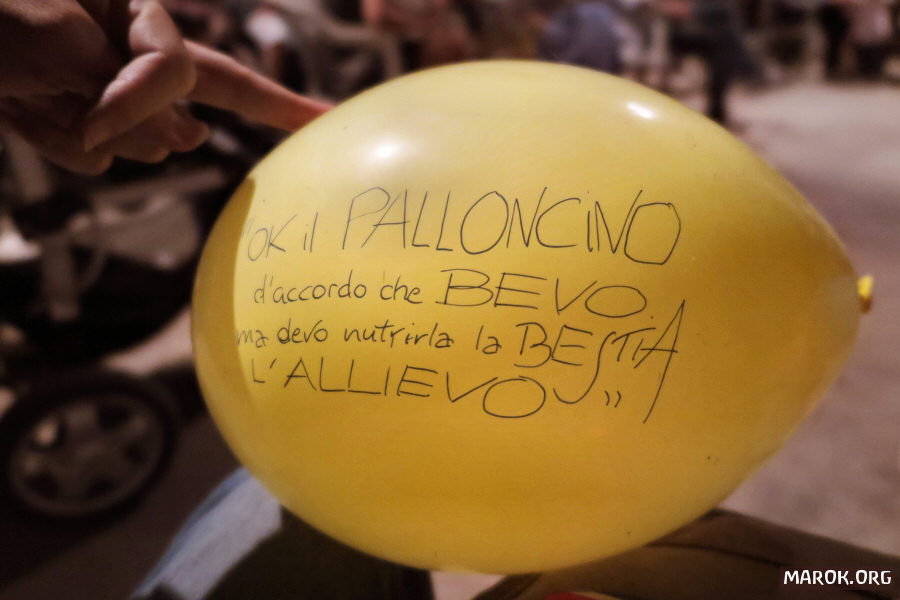 "OK il PALLONCINO
d'accordo che BEVO
ma devo nutrirla la BESTIA
L'ALLIEVO"
MAROK.ORG